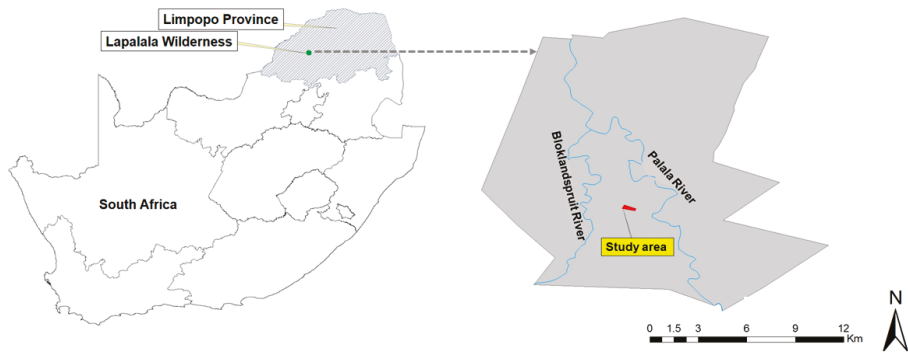 Limpopo Province
Lapalala Wilderness
South Africa
Bloklandspruit River
Palala River
Study area
N
0 1.5 3 6 9 12
Km